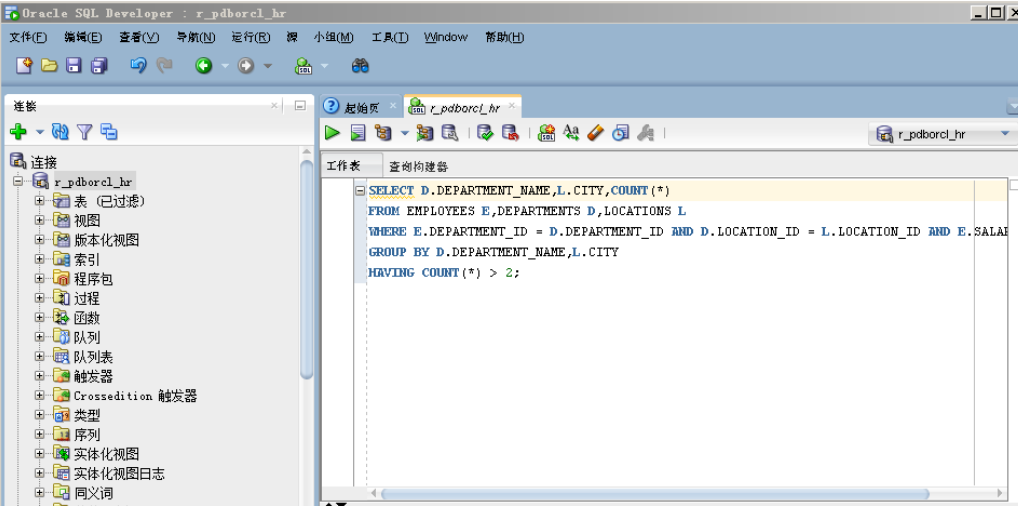 Oracle SQL Developer : r_pdborcl_hr
文件(F) 编辑(E) 查看(V) 导航(N) 运行(R) 源 小组(M) 工具(T) Window 帮助(H)
连接
起始页
r_pdborcl_hr
r_pdborcl_hr
工作表
查询构建器
连接
r_pdborcl_hr
表 (已过滤)
视图
版本化视图
索引
程序包
过程
函数
队列
队列表
触发器
Crossedition 触发器
类型
序列
实体化视图
实体化视图日志
同义词
SELECT D.DEPARTMENT_NAME,L.CITY,COUNT(*)
FROM EMPLOYEES E,DEPARTMENTS D,LOCATIONS L
WHERE E.DEPARTMENT_ID = D.DEPARTMENT_ID AND D.LOCATION_ID = L.LOCATION_ID AND E.SALAR
GROUP BY D.DEPARTMENT_NAME,L.CITY
HAVING COUNT(*) > 2;